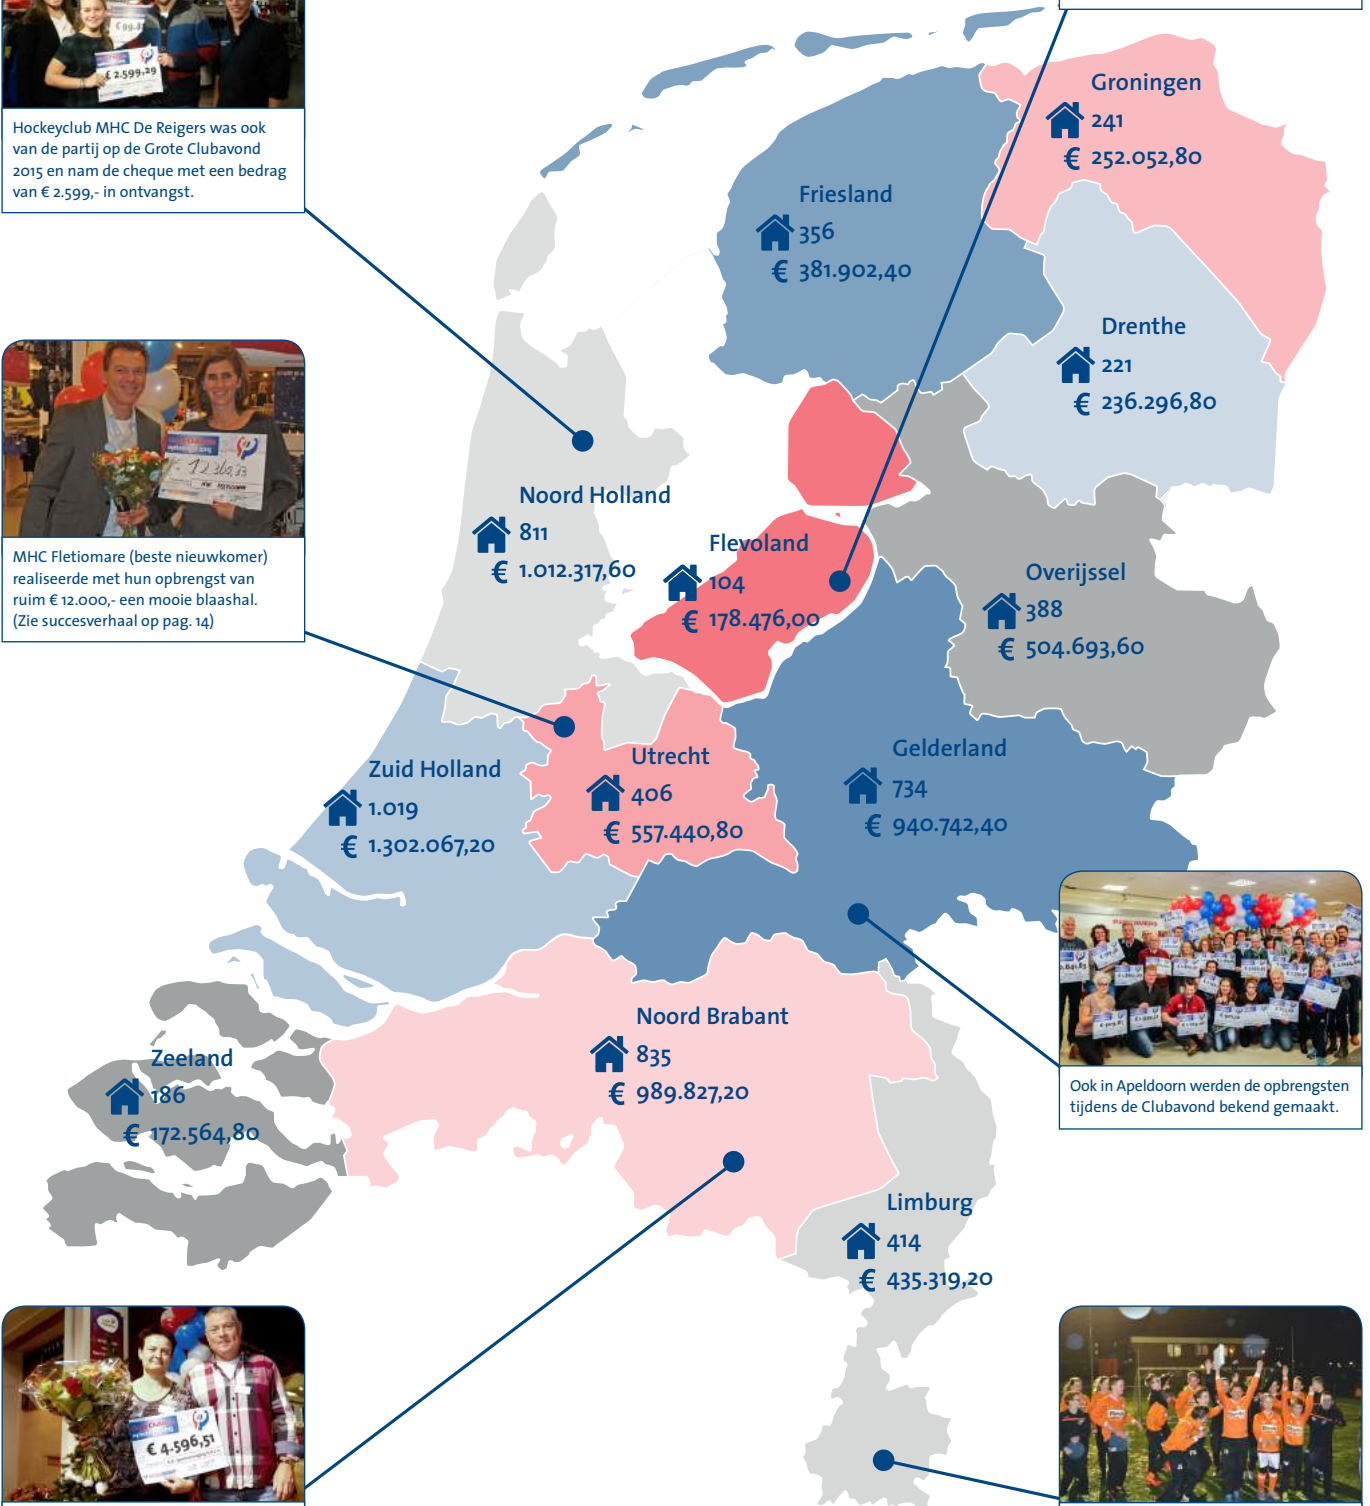 € 2.599,29
Hockeyclub MHC De Reigers was ook
van de partij op de Grote Clubavond
2015 en nam de cheque met een bedrag
van € 2.599,- in ontvangst.
Groningen
241
€ 252.052,80
Friesland
356
€ 381.902,40
Drenthe
221
€ 236.296,80
MHC Fletiomare (beste nieuwkomer)
realiseerde met hun opbrengst van
ruim € 12.000,- een mooie blaashal.
(Zie succesverhaal op pag. 14)
Noord Holland
811
€ 1.012.317,60
Flevoland
104
€ 178.476,00
Overijssel
388
€ 504.693,60
Zuid Holland
1.019
€ 1.302.067,20
Utrecht
406
€ 557.440,80
Gelderland
734
€ 940.742,40
Ook in Apeldoorn werden de opbrengsten
tijdens de Clubavond bekend gemaakt.
Noord Brabant
835
€ 989.827,20
Zeeland
186
€ 172.564,80
Limburg
414
€ 435.319,20
€ 4.596,51